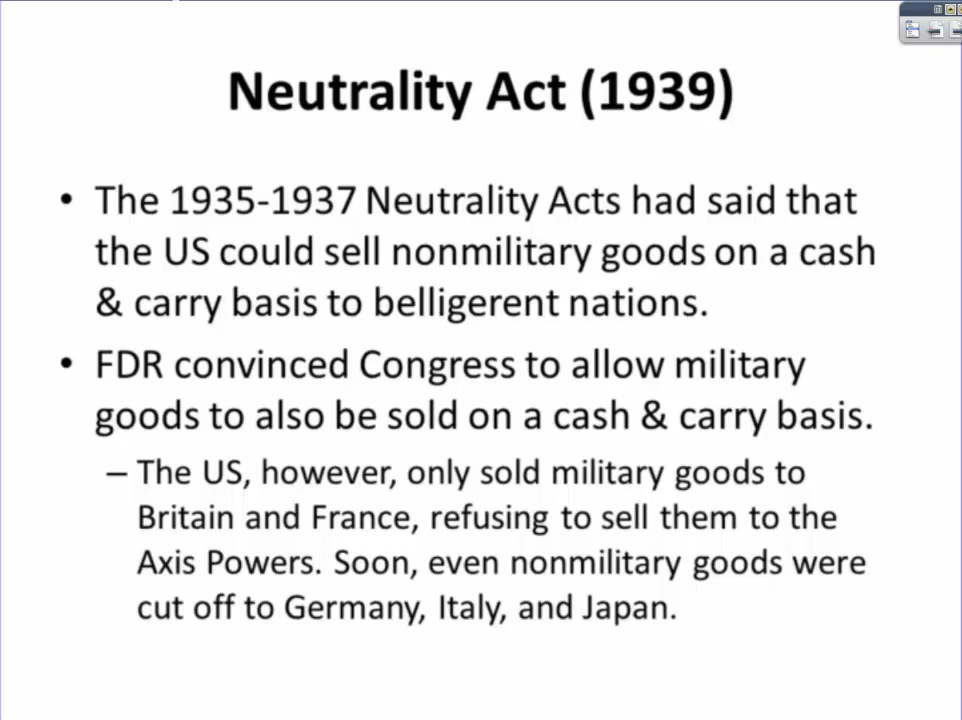 Neutrality Act (1939)
• The 1935-1937 Neutrality Acts had said that
the US could sell nonmilitary goods on a cash
& carry basis to belligerent nations.
• FDR convinced Congress to allow military
goods to also be sold on a cash & carry basis.
– The US, however, only sold military goods to
Britain and France, refusing to sell them to the
Axis Powers. Soon, even nonmilitary goods were
cut off to Germany, Italy, and Japan.